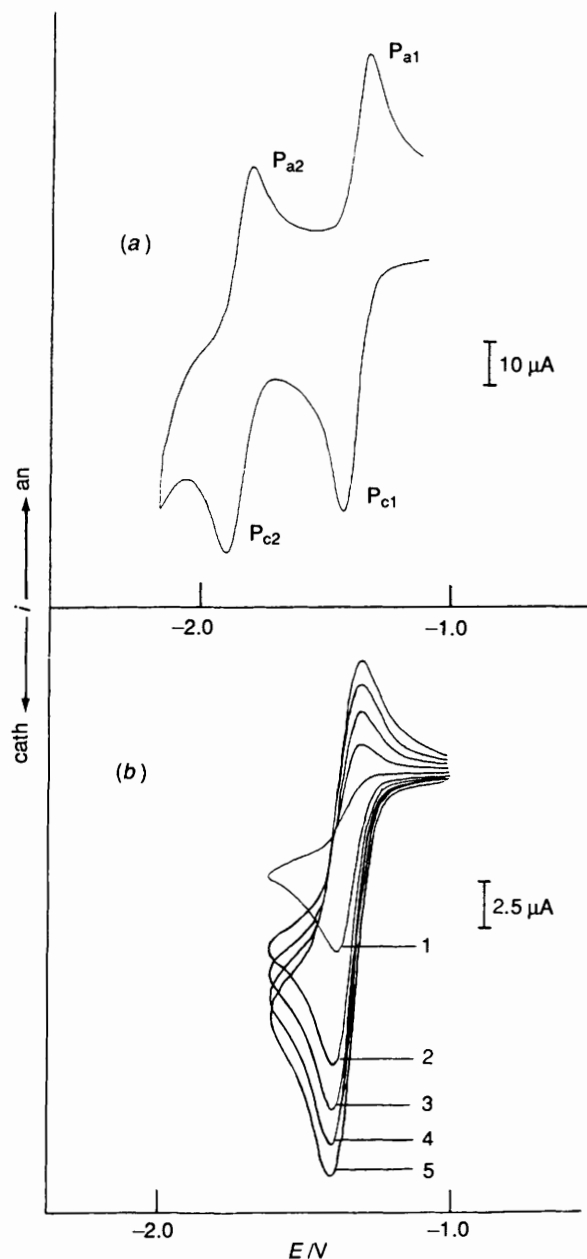 Pa1
Pa2
(a)
10 μA
Pc1
Pc2
cath ← i → an
−2.0
−1.0
(b)
2.5 μA
1
2
3
4
5
−2.0
−1.0
E/V